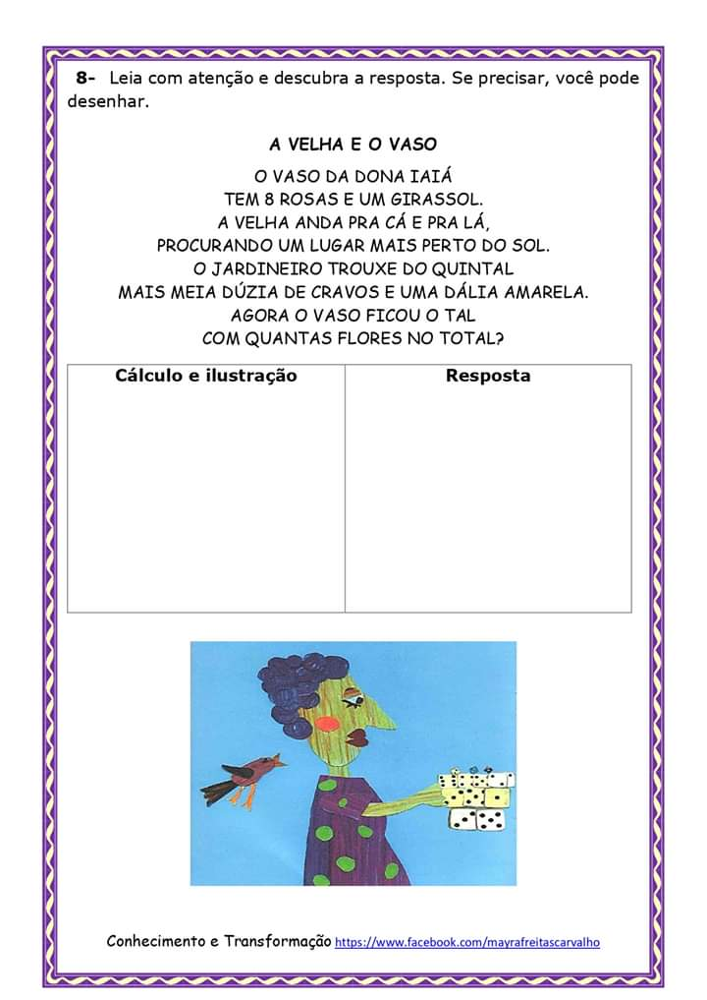 8- Leia com atenção e descubra a resposta. Se precisar, você pode
desenhar.
A VELHA E O VASO
O VASO DA DONA IAIÁ
TEM 8 ROSAS E UM GIRASSOL.
A VELHA ANDA PRA CÁ E PRA LÁ,
PROCURANDO UM LUGAR MAIS PERTO DO SOL.
O JARDINEIRO TROUXE DO QUINTAL
MAIS MEIA DÚZIA DE CRAVOS E UMA DÁLIA AMARELA.
AGORA O VASO FICOU O TAL
COM QUANTAS FLORES NO TOTAL?
Cálculo e ilustração
Resposta
Conhecimento e Transformação https://www.facebook.com/mayrafreitascarvalho